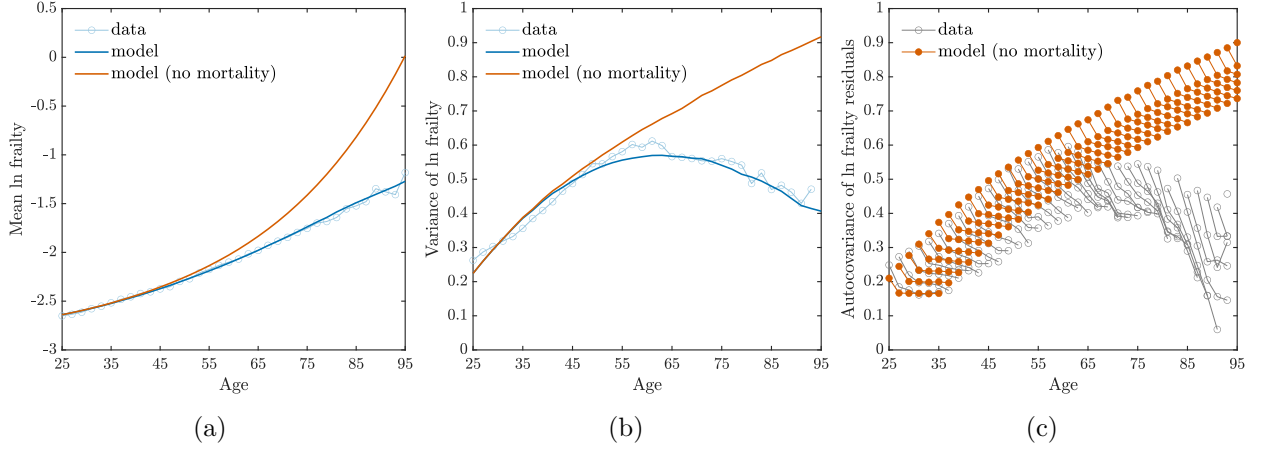 0.5
0
-0.5
-1
-1.5
-2
-2.5
-3
Mean ln frailty
data
model
model (no mortality)
25 35 45 55 65 75 85 95
Age
(a)
1
0.9
0.8
0.7
0.6
0.5
0.4
0.3
0.2
0.1
0
Variance of ln frailty
data
model
model (no mortality)
25 35 45 55 65 75 85 95
Age
(b)
1
0.9
0.8
0.7
0.6
0.5
0.4
0.3
0.2
0.1
0
Autocovariance of ln frailty residuals
data
model (no mortality)
25 35 45 55 65 75 85 95
Age
(c)